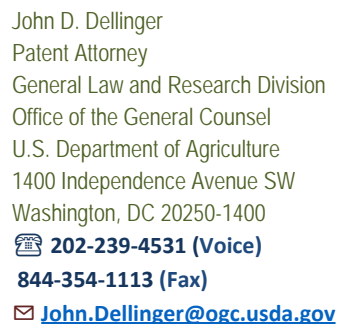 John D. Dellinger
Patent Attorney
General Law and Research Division
Office of the General Counsel
U.S. Department of Agriculture
1400 Independence Avenue SW
Washington, DC 20250-1400
202-239-4531 (Voice)
844-354-1113 (Fax)
John.Dellinger@ogc.usda.gov